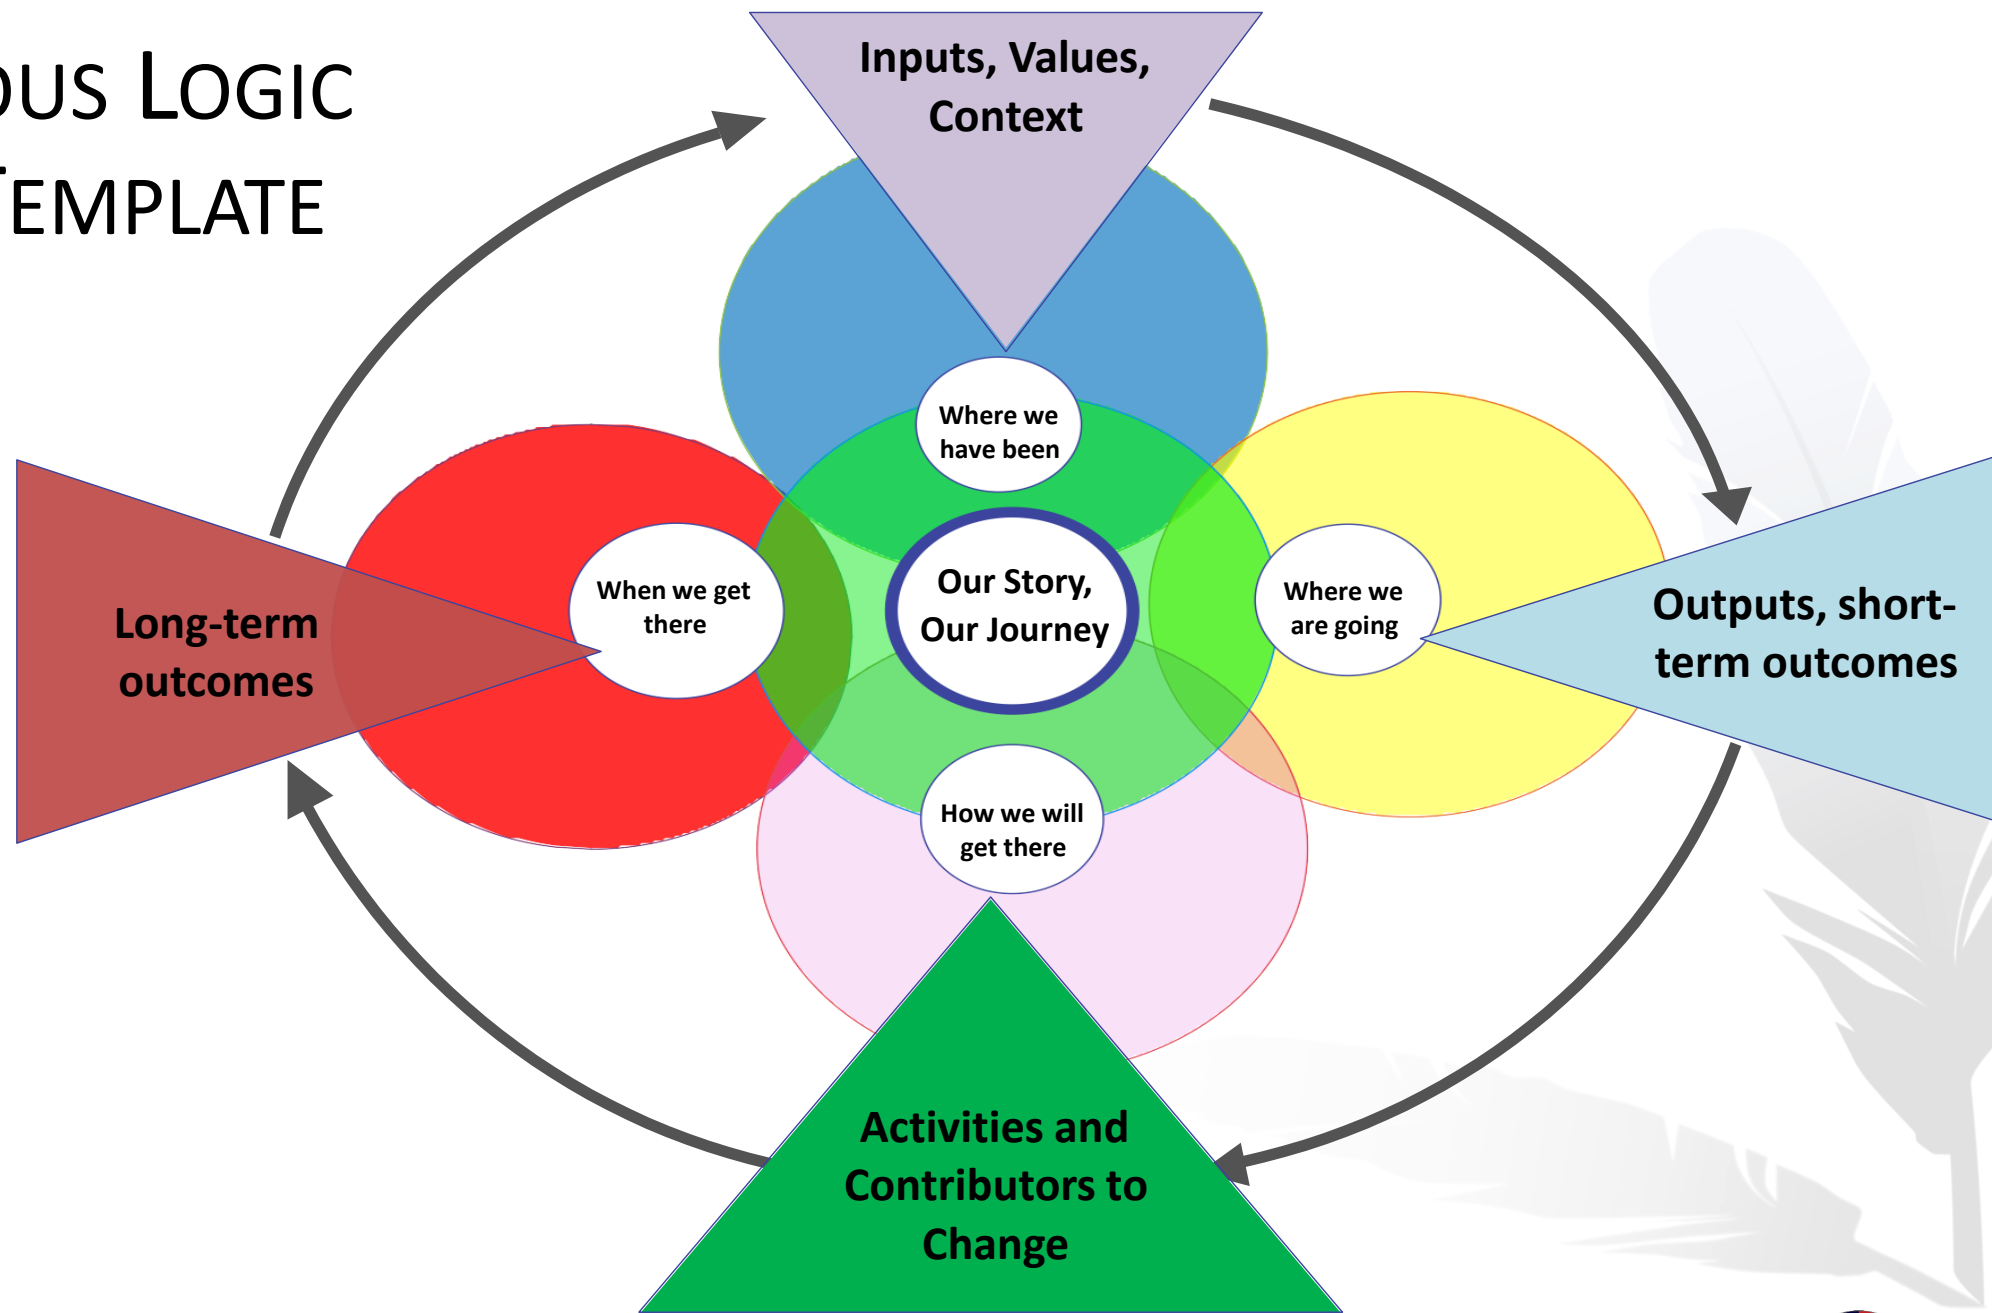 OUS LOGIC
TEMPLATE
Inputs, Values,
Context
Where we
have been
When we get
there
Our Story,
Our Journey
Where we
are going
Long-term
outcomes
Outputs, short-
term outcomes
How we will
get there
Activities and
Contributors to
Change